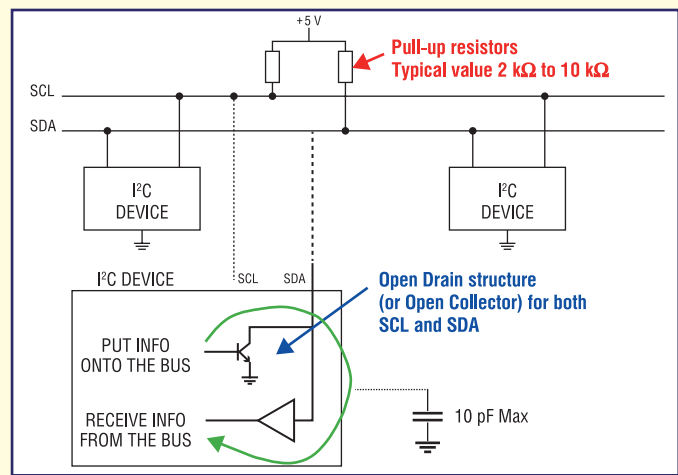 +5 V
Pull-up resistors
Typical value 2 kΩ to 10 kΩ
SCL
SDA
I²C
DEVICE
I²C
DEVICE
I²C DEVICE
SCL
SDA
Open Drain structure
(or Open Collector) for both
SCL and SDA
PUT INFO
ONTO THE BUS
RECEIVE INFO
FROM THE BUS
10 pF Max